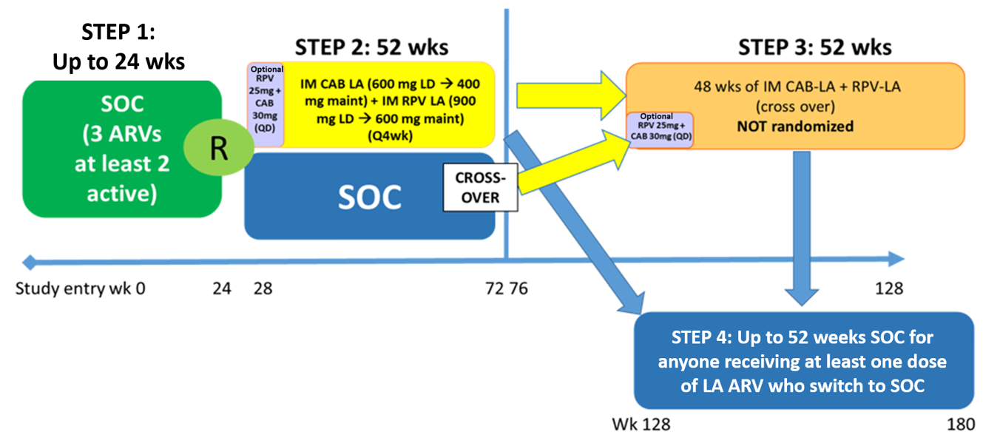 STEP 1:
Up to 24 wks
SOC
(3 ARVs
at least 2
active)
R
STEP 2: 52 wks
Optional
RPV
25mg +
CAB
30mg
(QD)
IM CAB LA (600 mg LD → 400
mg maint) + IM RPV LA (900
mg LD → 600 mg maint)
(Q4wk)
SOC
CROSS-
OVER
STEP 3: 52 wks
48 wks of IM CAB-LA + RPV-LA
(cross over)
NOT randomized
Optional
RPV 25mg +
CAB 30mg (QD)
Study entry wk 0
24
28
72 76
128
STEP 4: Up to 52 weeks SOC for
anyone receiving at least one dose
of LA ARV who switch to SOC
Wk 128
180